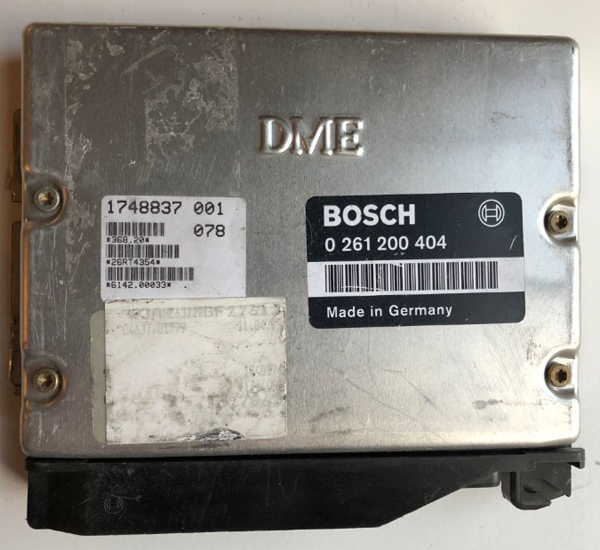 DME
1748837 001
078
*368.20*
*26RT4354*
*6142.00033*
BOSCH
0 261 200 404
Made in Germany